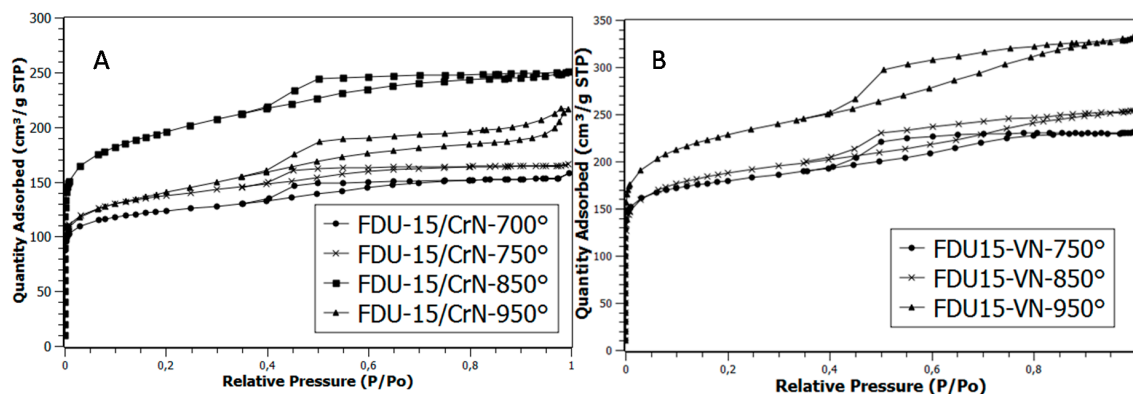 A
300
250
200
150
100
50
0
Quantity Adsorbed (cm³/g STP)
FDU-15/CrN-700°
FDU-15/CrN-750°
FDU-15/CrN-850°
FDU-15/CrN-950°
0 0,2 0,4 0,6 0,8 1
Relative Pressure (P/Po)
B
350
300
250
200
150
100
50
0
Quantity Adsorbed (cm³/g STP)
FDU15-VN-750°
FDU15-VN-850°
FDU15-VN-950°
0 0,2 0,4 0,6 0,8
Relative Pressure (P/Po)